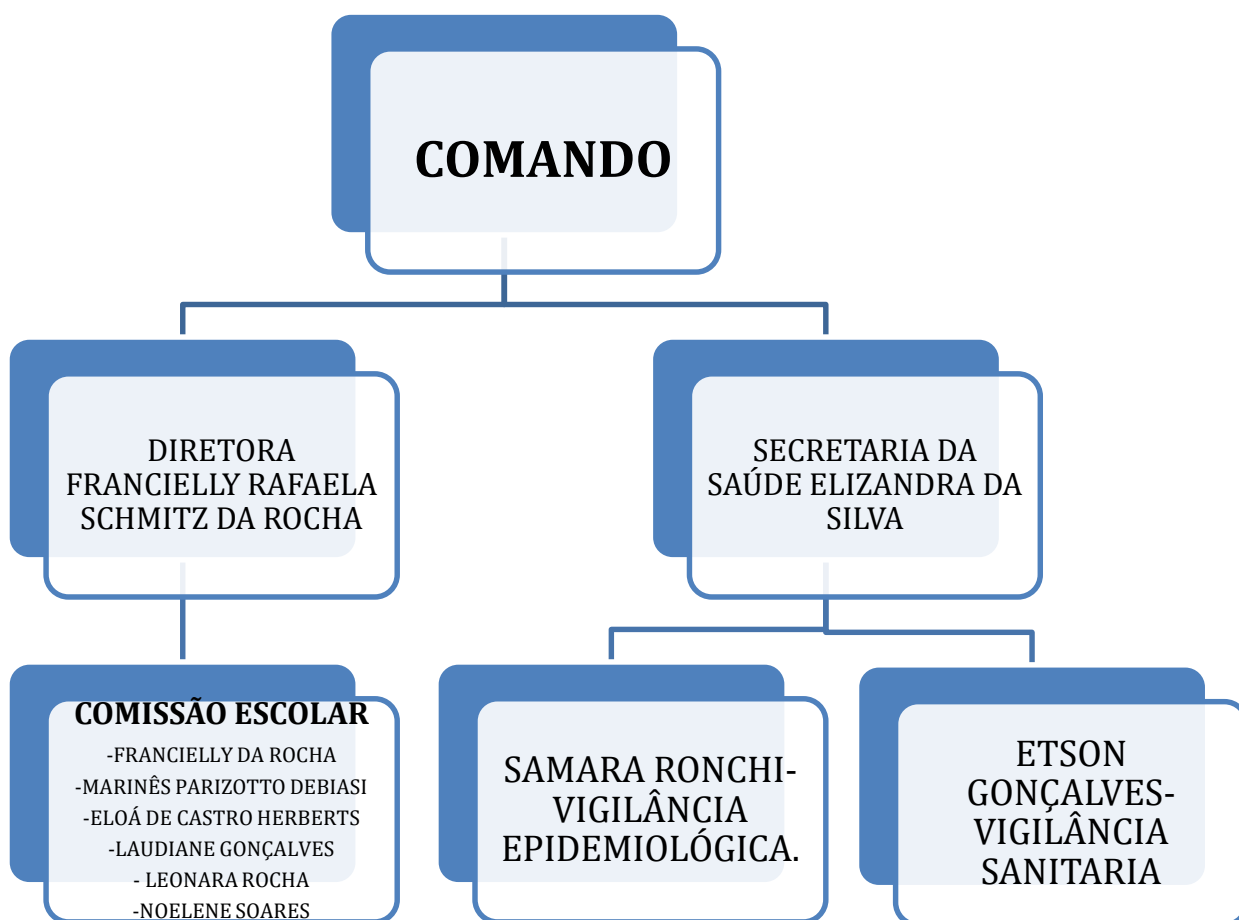 COMANDO
DIRETORA
FRANCIELLY RAFAELA
SCHMITZ DA ROCHA
SECRETARIA DA
SAÚDE ELIZANDRA DA
SILVA
COMISSÃO ESCOLAR
-FRANCIELLY DA ROCHA
-MARINÊS PARIZOTTO DEBIASI
-ELOÁ DE CASTRO HERBERTS
-LAUDIANE GONÇALVES
- LEONARA ROCHA
-NOELENE SOARES
SAMARA RONCHI-
VIGILÂNCIA
EPIDEMIOLÓGICA.
ETSON
GONÇALVES-
VIGILÂNCIA
SANITARIA